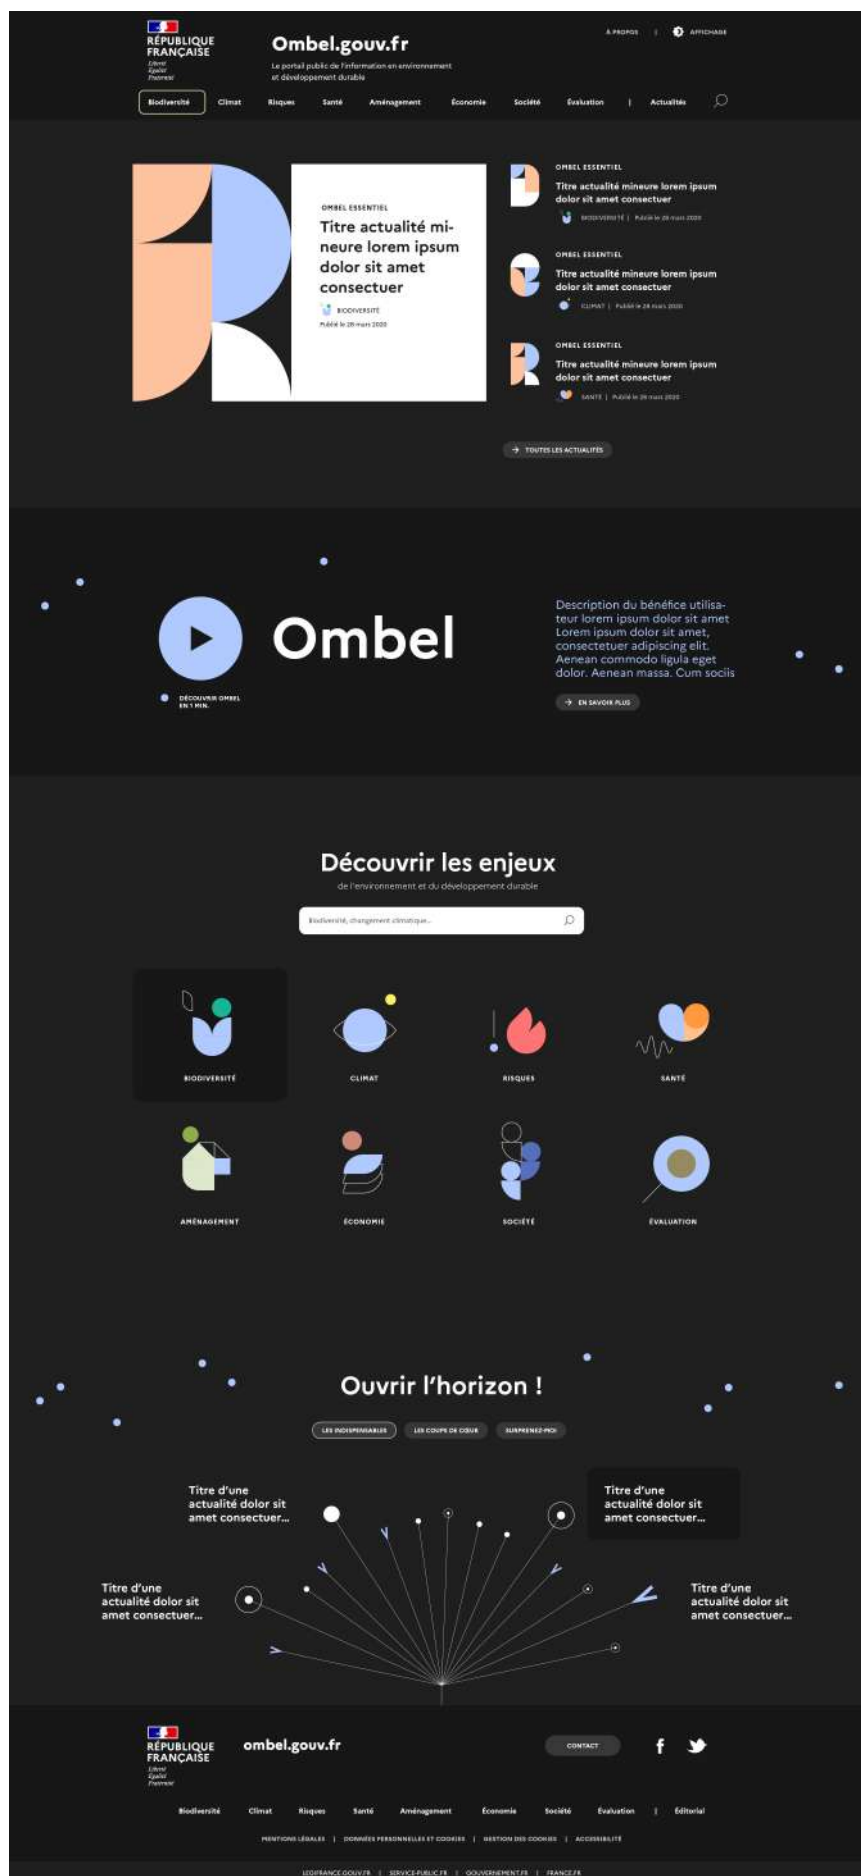 RÉPUBLIQUE
FRANÇAISE
Liberté
Égalité
Fraternité
Ombel.gouv.fr
Le portail public de l'information en environnement
et développement durable
À PROPOS | AFFICHAGE
Biodiversité Climat Risques Santé Aménagement Économie Société Évaluation | Actualités
OMBEL ESSENTIEL
Titre actualité mi-
neure lorem ipsum
dolor sit amet
consectuer
BIODIVERSITÉ
Publié le 28 mars 2020
OMBEL ESSENTIEL
Titre actualité mineure lorem ipsum
dolor sit amet consectuer
BIODIVERSITÉ | Publié le 28 mars 2020
OMBEL ESSENTIEL
Titre actualité mineure lorem ipsum
dolor sit amet consectuer
CLIMAT | Publié le 28 mars 2020
OMBEL ESSENTIEL
Titre actualité mineure lorem ipsum
dolor sit amet consectuer
SANTÉ | Publié le 28 mars 2020
TOUTES LES ACTUALITÉS
Ombel
DÉCOUVRIR OMBEL
EN 1 MIN.
Description du bénéfice utilisa-
teur lorem ipsum dolor sit amet
Lorem ipsum dolor sit amet,
consectetuer adipiscing elit.
Aenean commodo ligula eget
dolor. Aenean massa. Cum sociis
EN SAVOIR PLUS
Découvrir les enjeux
de l'environnement et du développement durable
Biodiversité, changement climatique...
BIODIVERSITÉ CLIMAT RISQUES SANTÉ
AMÉNAGEMENT ÉCONOMIE SOCIÉTÉ ÉVALUATION
Ouvrir l'horizon !
LES INDISPENSABLES LES COUPS DE CŒUR SURPRENEZ-MOI
Titre d'une
actualité dolor sit
amet consectuer...
Titre d'une
actualité dolor sit
amet consectuer...
Titre d'une
actualité dolor sit
amet consectuer...
Titre d'une
actualité dolor sit
amet consectuer...
RÉPUBLIQUE
FRANÇAISE
Liberté
Égalité
Fraternité
ombel.gouv.fr
CONTACT
Biodiversité Climat Risques Santé Aménagement Économie Société Évaluation | Éditorial
MENTIONS LÉGALES | DONNÉES PERSONNELLES ET COOKIES | GESTION DES COOKIES | ACCESSIBILITÉ
LEGIFRANCE.GOUV.FR | SERVICE-PUBLIC.FR | GOUVERNEMENT.FR | FRANCE.FR